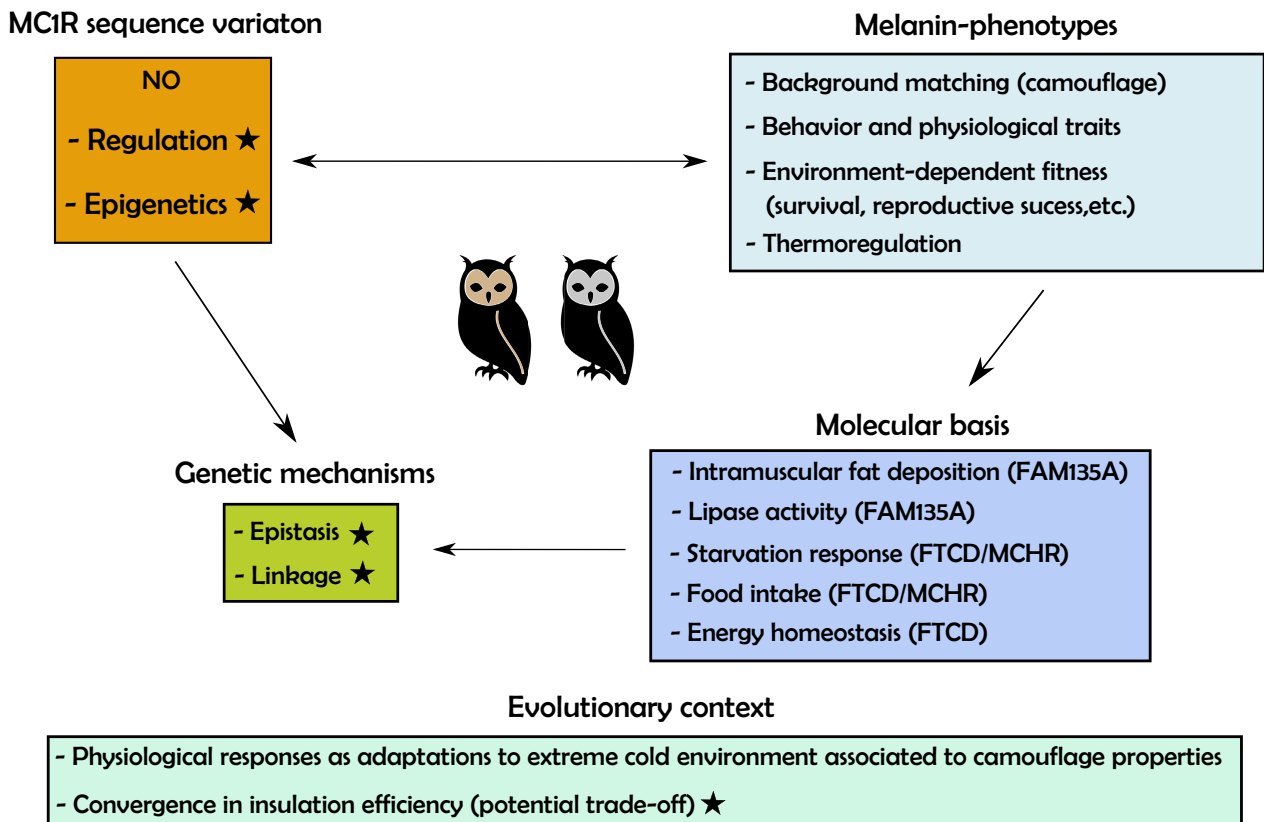 MC1R sequence variaton
NO
- Regulation ★
- Epigenetics ★
Melanin-phenotypes
- Background matching (camouflage)
- Behavior and physiological traits
- Environment-dependent fitness
(survival, reproductive sucess,etc.)
- Thermoregulation
Genetic mechanisms
- Epistasis ★
- Linkage ★
Molecular basis
- Intramuscular fat deposition (FAM135A)
- Lipase activity (FAM135A)
- Starvation response (FTCD/MCHR)
- Food intake (FTCD/MCHR)
- Energy homeostasis (FTCD)
Evolutionary context
- Physiological responses as adaptations to extreme cold environment associated to camouflage properties
- Convergence in insulation efficiency (potential trade-off) ★